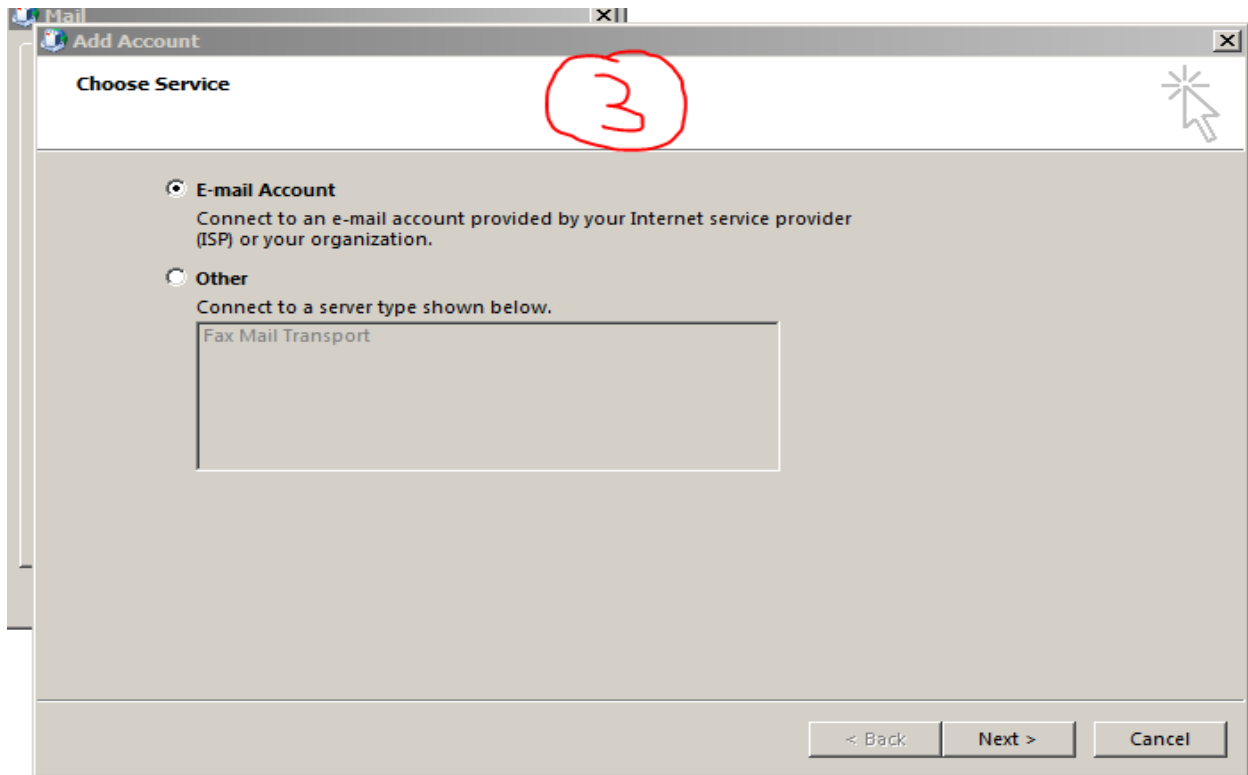 Mail
Add Account
Choose Service
3
E-mail Account
Connect to an e-mail account provided by your Internet service provider
(ISP) or your organization.
Other
Connect to a server type shown below.
Fax Mail Transport
< Back Next > Cancel